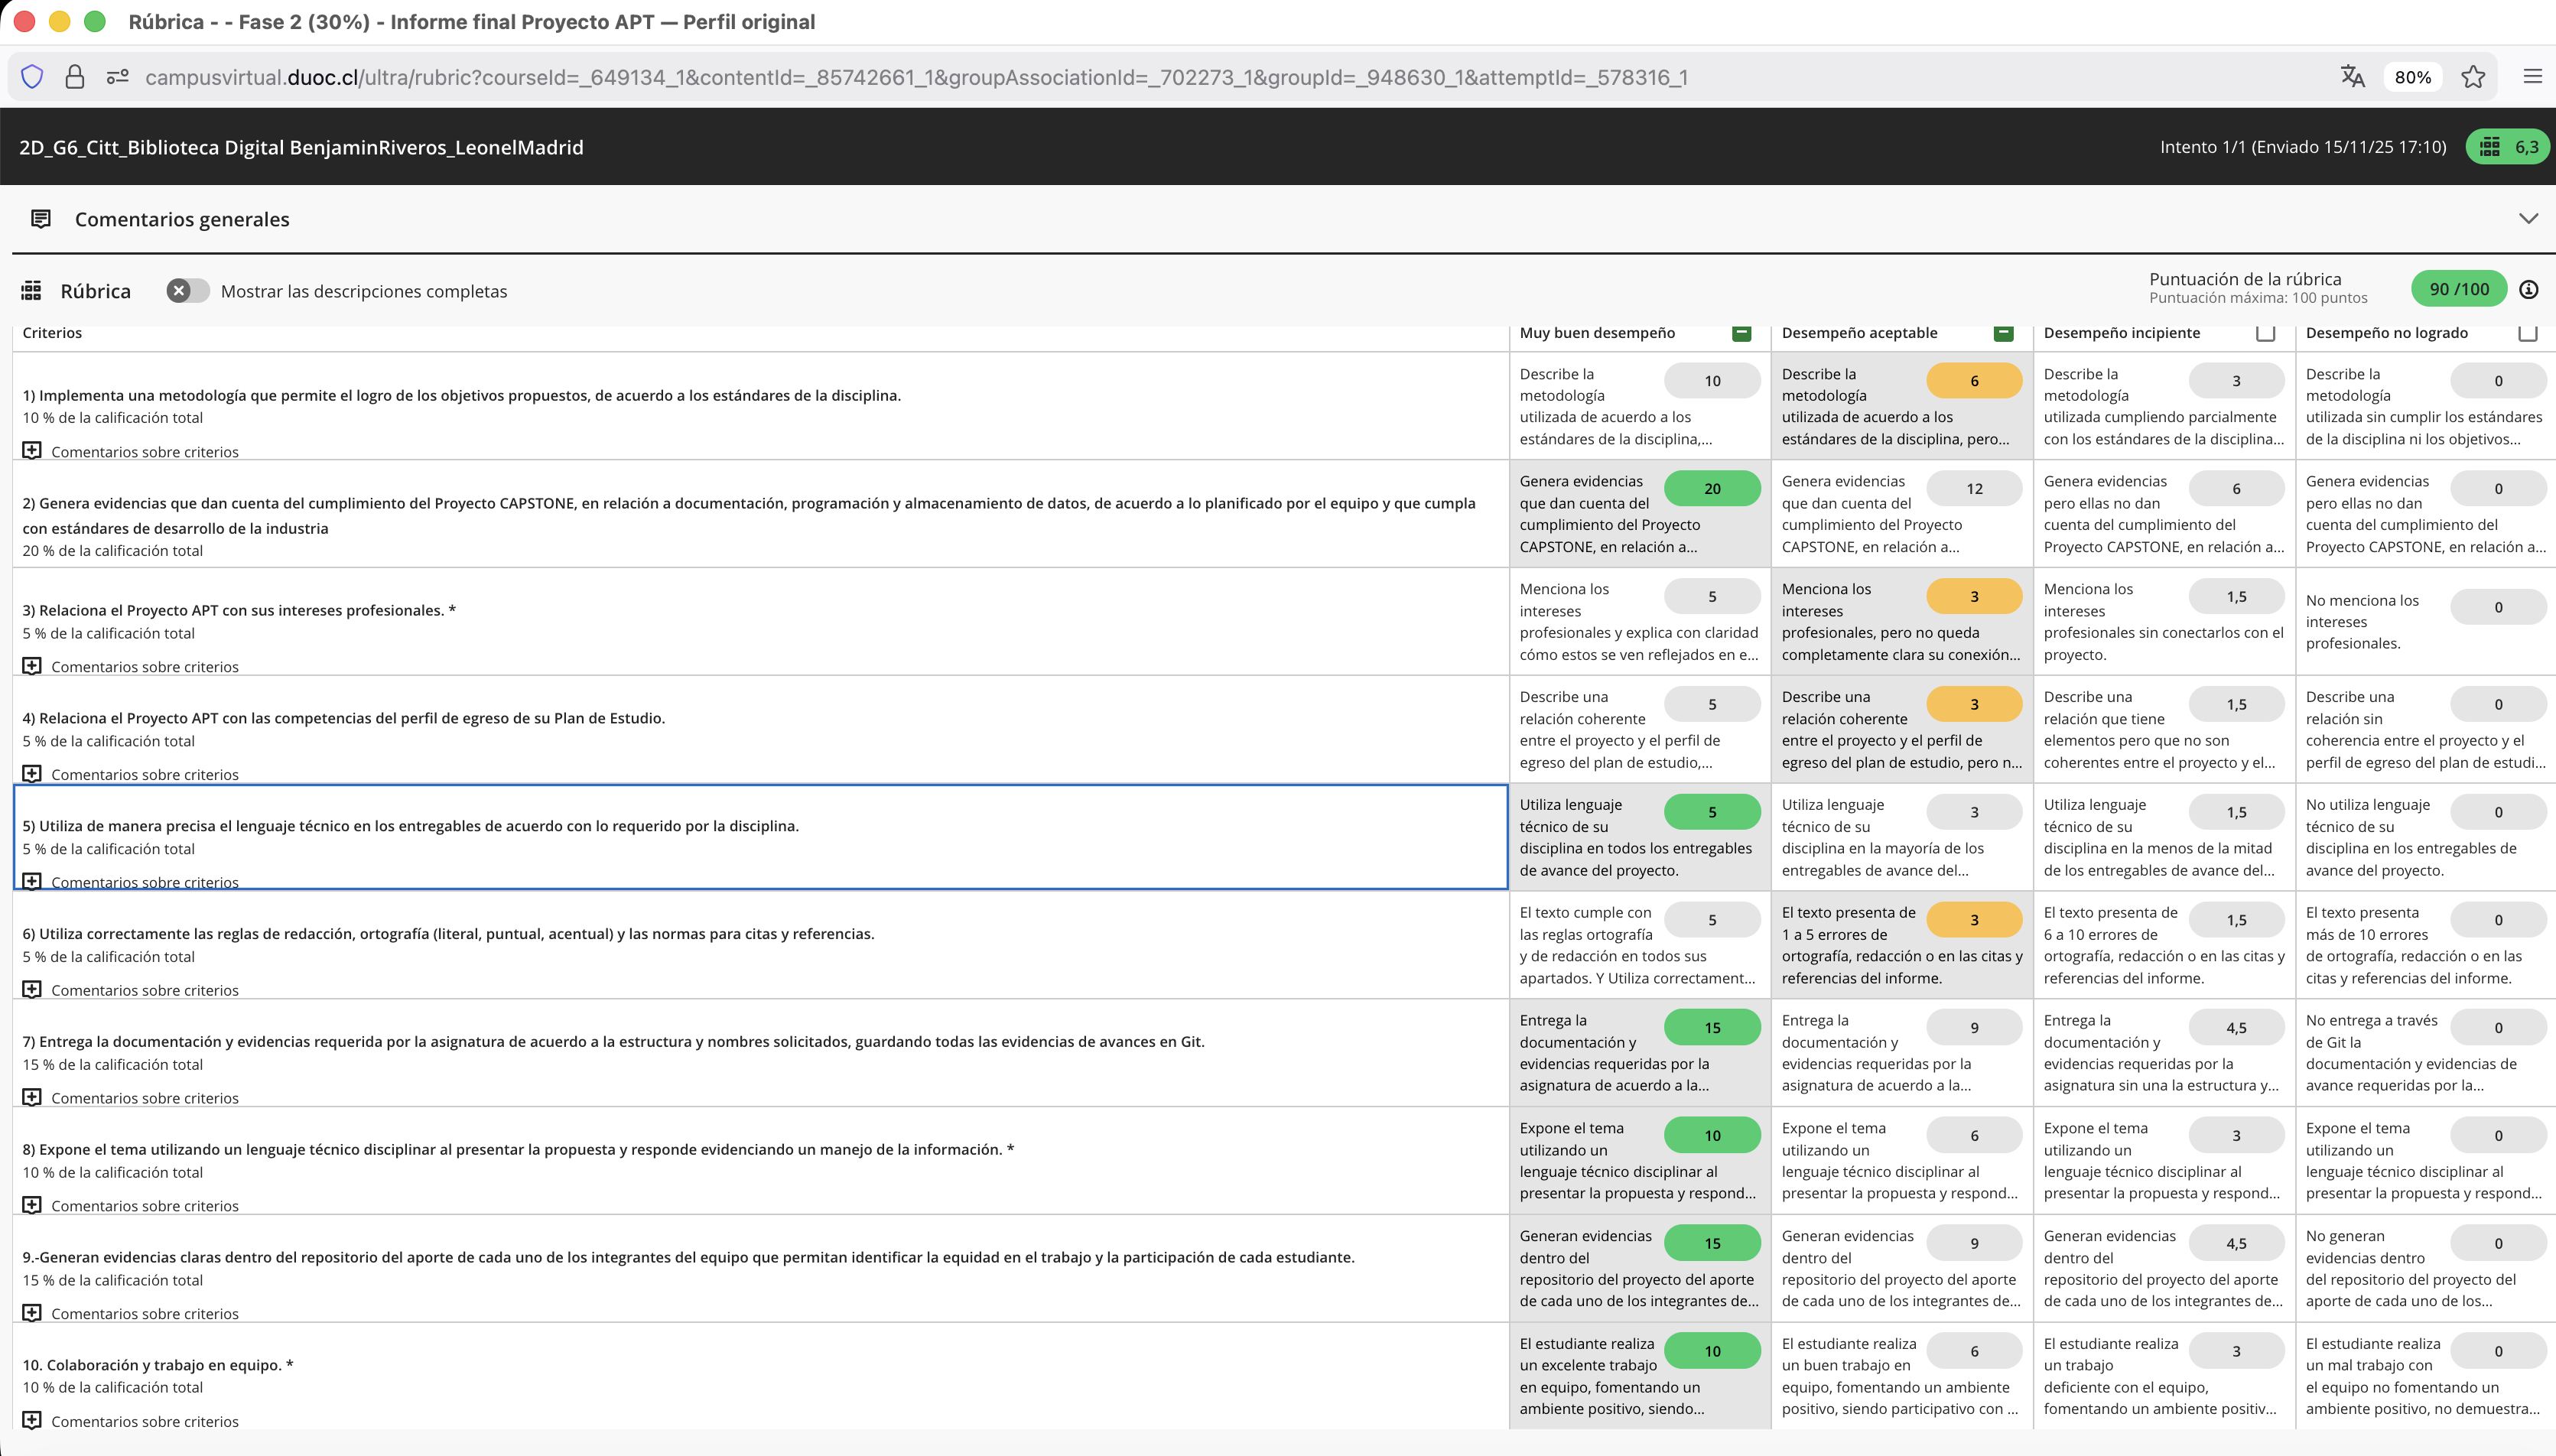 Rúbrica - - Fase 2 (30%) - Informe final Proyecto APT — Perfil original
campusvirtual.duoc.cl/ultra/rubric?courseId=_649134_1&contentId=_85742661_1&groupAssociationId=_702273_1&groupId=_948630_1&attemptId=_578316_1
80%
2D_G6_Citt_Biblioteca Digital BenjaminRiveros_LeonelMadrid
Intento 1/1 (Enviado 15/11/25 17:10)
6,3
Comentarios generales
Rúbrica
Mostrar las descripciones completas
Puntuación de la rúbrica
Puntuación máxima: 100 puntos
90 /100
Criterios
Muy buen desempeño
Desempeño aceptable
Desempeño incipiente
Desempeño no logrado
1) Implementa una metodología que permite el logro de los objetivos propuestos, de acuerdo a los estándares de la disciplina.
10 % de la calificación total
Comentarios sobre criterios
Describe la
metodología
utilizada de acuerdo a los
estándares de la disciplina,...
10
Describe la
metodología
utilizada de acuerdo a los
estándares de la disciplina, pero...
6
Describe la
metodología
utilizada cumpliendo parcialmente
con los estándares de la disciplina...
3
Describe la
metodología
utilizada sin cumplir los estándares
de la disciplina ni los objetivos...
0
2) Genera evidencias que dan cuenta del cumplimiento del Proyecto CAPSTONE, en relación a documentación, programación y almacenamiento de datos, de acuerdo a lo planificado por el equipo y que cumpla
con estándares de desarrollo de la industria
20 % de la calificación total
Genera evidencias
que dan cuenta del
cumplimiento del Proyecto
CAPSTONE, en relación a...
20
Genera evidencias
que dan cuenta del
cumplimiento del Proyecto
CAPSTONE, en relación a...
12
Genera evidencias
pero ellas no dan
cuenta del cumplimiento del
Proyecto CAPSTONE, en relación a...
6
Genera evidencias
pero ellas no dan
cuenta del cumplimiento del
Proyecto CAPSTONE, en relación a...
0
3) Relaciona el Proyecto APT con sus intereses profesionales. *
5 % de la calificación total
Comentarios sobre criterios
Menciona los
intereses
profesionales y explica con claridad
cómo estos se ven reflejados en e...
5
Menciona los
intereses
profesionales, pero no queda
completamente clara su conexión...
3
Menciona los
intereses
profesionales sin conectarlos con el
proyecto.
1,5
No menciona los
intereses
profesionales.
0
4) Relaciona el Proyecto APT con las competencias del perfil de egreso de su Plan de Estudio.
5 % de la calificación total
Comentarios sobre criterios
Describe una
relación coherente
entre el proyecto y el perfil de
egreso del plan de estudio,...
5
Describe una
relación coherente
entre el proyecto y el perfil de
egreso del plan de estudio, pero n...
3
Describe una
relación que tiene
elementos pero que no son
coherentes entre el proyecto y el...
1,5
Describe una
relación sin
coherencia entre el proyecto y el
perfil de egreso del plan de estudi...
0
5) Utiliza de manera precisa el lenguaje técnico en los entregables de acuerdo con lo requerido por la disciplina.
5 % de la calificación total
Comentarios sobre criterios
Utiliza lenguaje
técnico de su
disciplina en todos los entregables
de avance del proyecto.
5
Utiliza lenguaje
técnico de su
disciplina en la mayoría de los
entregables de avance del...
3
Utiliza lenguaje
técnico de su
disciplina en la menos de la mitad
de los entregables de avance del...
1,5
No utiliza lenguaje
técnico de su
disciplina en los entregables de
avance del proyecto.
0
6) Utiliza correctamente las reglas de redacción, ortografía (literal, puntual, acentual) y las normas para citas y referencias.
5 % de la calificación total
Comentarios sobre criterios
El texto cumple con
las reglas ortografía
y de redacción en todos sus
apartados. Y Utiliza correctament...
5
El texto presenta de
1 a 5 errores de
ortografía, redacción o en las citas y
referencias del informe.
3
El texto presenta de
6 a 10 errores de
ortografía, redacción o en las citas y
referencias del informe.
1,5
El texto presenta
más de 10 errores
de ortografía, redacción o en las
citas y referencias del informe.
0
7) Entrega la documentación y evidencias requerida por la asignatura de acuerdo a la estructura y nombres solicitados, guardando todas las evidencias de avances en Git.
15 % de la calificación total
Comentarios sobre criterios
Entrega la
documentación y
evidencias requeridas por la
asignatura de acuerdo a la...
15
Entrega la
documentación y
evidencias requeridas por la
asignatura de acuerdo a la...
9
Entrega la
documentación y
evidencias requeridas por la
asignatura sin una la estructura y...
4,5
No entrega a través
de Git la
documentación y evidencias de
avance requeridas por la...
0
8) Expone el tema utilizando un lenguaje técnico disciplinar al presentar la propuesta y responde evidenciando un manejo de la información. *
10 % de la calificación total
Comentarios sobre criterios
Expone el tema
utilizando un
lenguaje técnico disciplinar al
presentar la propuesta y respond...
10
Expone el tema
utilizando un
lenguaje técnico disciplinar al
presentar la propuesta y respond...
6
Expone el tema
utilizando un
lenguaje técnico disciplinar al
presentar la propuesta y respond...
3
Expone el tema
utilizando un
lenguaje técnico disciplinar al
presentar la propuesta y respond...
0
9.-Generan evidencias claras dentro del repositorio del aporte de cada uno de los integrantes del equipo que permitan identificar la equidad en el trabajo y la participación de cada estudiante.
15 % de la calificación total
Comentarios sobre criterios
Generan evidencias
dentro del
repositorio del proyecto del aporte
de cada uno de los integrantes de...
15
Generan evidencias
dentro del
repositorio del proyecto del aporte
de cada uno de los integrantes de...
9
Generan evidencias
dentro del
repositorio del proyecto del aporte
de cada uno de los integrantes de...
4,5
No generan
evidencias dentro
del repositorio del proyecto del
aporte de cada uno de los...
0
10. Colaboración y trabajo en equipo. *
10 % de la calificación total
Comentarios sobre criterios
El estudiante realiza
un excelente trabajo
en equipo, fomentando un
ambiente positivo, siendo...
10
El estudiante realiza
un buen trabajo en
equipo, fomentando un ambiente
positivo, siendo participativo con ...
6
El estudiante realiza
un trabajo
deficiente con el equipo,
fomentando un ambiente positiv...
3
El estudiante realiza
un mal trabajo con
el equipo no fomentando un
ambiente positivo, no demuestra...
0